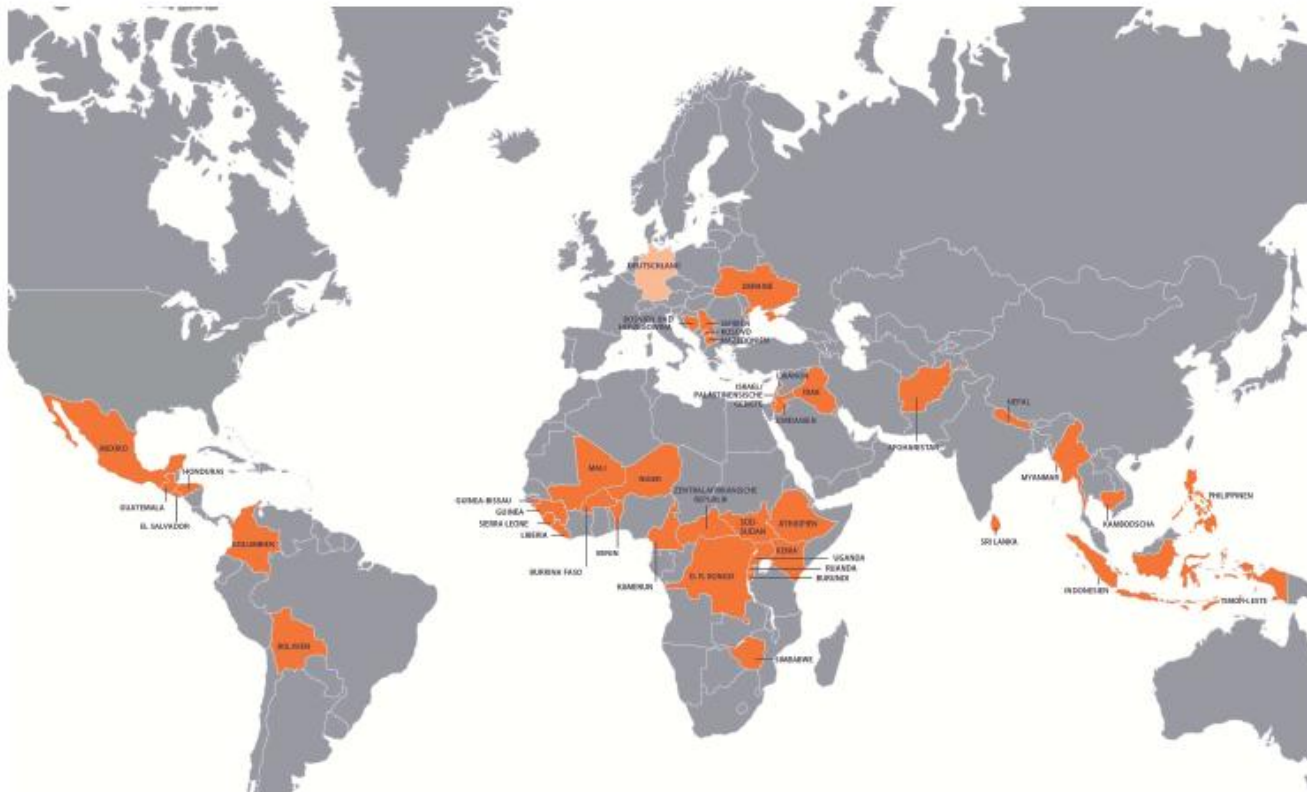 DEUTSCHLAND
UKRAINE
BOSNIEN UND
HERZEGOWINA
SERBIEN
KOSOVO
MAZEDONIEN
LIBANON
ISRAEL/
PALÄSTINENSISCHE
GEBIETE
IRAK
JORDANIEN
AFGHANISTAN
NEPAL
MYANMAR
KAMBODSCHA
PHILIPPINEN
SRI LANKA
INDONESIEN
TIMOR-LESTE
MEXIKO
HONDURAS
GUATEMALA
EL SALVADOR
KOLUMBIEN
BOLIVIEN
MALI
NIGER
ZENTRALAFRIKANISCHE
REPUBLIK
GUINEA-BISSAU
GUINEA
SIERRA LEONE
LIBERIA
BENIN
BURKINA FASO
KAMERUN
SÜD-
SUDAN
ÄTHIOPIEN
KENIA
UGANDA
D. R. KONGO
RUANDA
BURUNDI
SIMBABWE